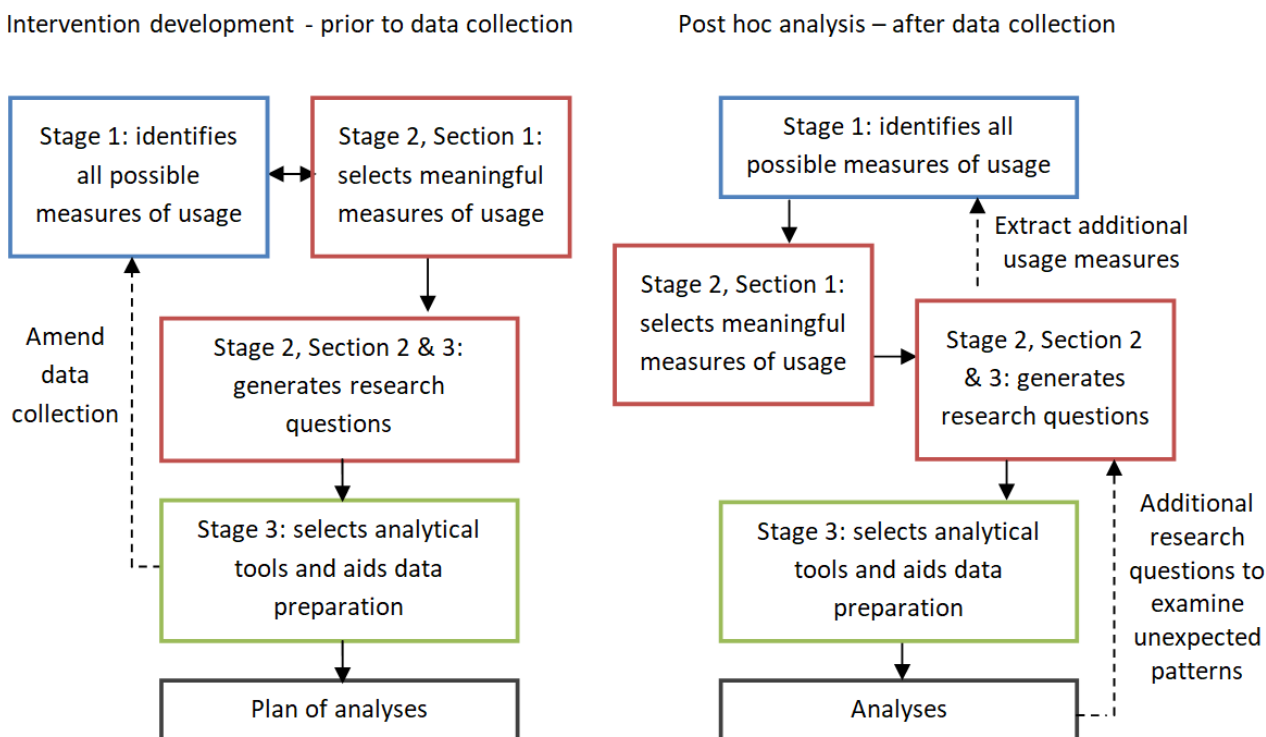 Intervention development - prior to data collection
Stage 1: identifies
all possible
measures of usage
Stage 2, Section 1:
selects meaningful
measures of usage
Amend
data
collection
Stage 2, Section 2 & 3:
generates research
questions
Stage 3: selects analytical
tools and aids data
preparation
Plan of analyses
Post hoc analysis – after data collection
Stage 1: identifies all
possible measures of usage
Extract additional
usage measures
Stage 2, Section 1:
selects meaningful
measures of usage
Stage 2, Section 2
& 3: generates
research questions
Stage 3: selects analytical
tools and aids data
preparation
Additional
research
questions to
examine
unexpected
patterns
Analyses